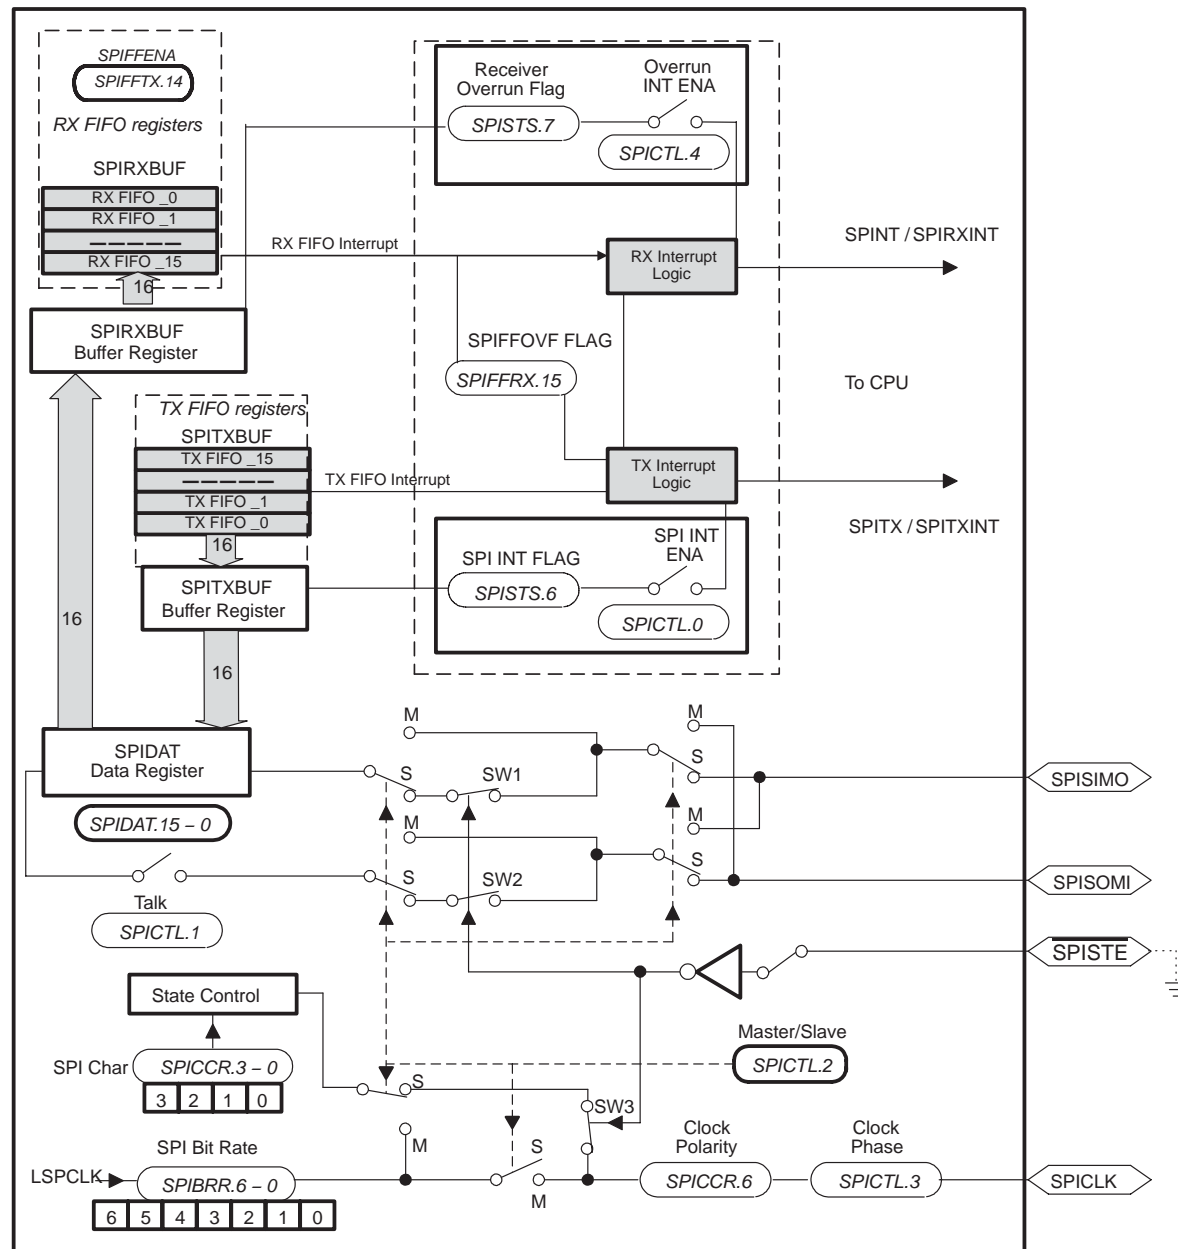 SPIFFENA
SPIFFTX.14
RX FIFO registers
SPIRXBUF
RX FIFO _0
RX FIFO _1
RX FIFO _15
16
SPIRXBUF
Buffer Register
Receiver
Overrun Flag
SPISTS.7
Overrun
INT ENA
SPICTL.4
RX FIFO Interrupt
RX Interrupt
Logic
SPINT / SPIRXINT
SPIFFOVF FLAG
SPIFFRX.15
To CPU
TX FIFO registers
SPITXBUF
TX FIFO _15
TX FIFO _1
TX FIFO _0
16
TX FIFO Interrupt
TX Interrupt
Logic
SPITX / SPITXINT
SPITXBUF
Buffer Register
SPI INT FLAG
SPISTS.6
SPI INT
ENA
SPICTL.0
16
16
SPIDAT
Data Register
SPIDAT.15 – 0
M
S
SW1
M
S
SPISIMO
M
S
SW2
M
S
SPISOMI
Talk
SPICTL.1
SPISTE
State Control
SPI Char
SPICCR.3 – 0
3 2 1 0
Master/Slave
SPICTL.2
S
M
SW3
S
M
Clock
Polarity
SPICCR.6
Clock
Phase
SPICTL.3
SPICLK
SPI Bit Rate
LSPCLK
SPIBRR.6 – 0
6 5 4 3 2 1 0